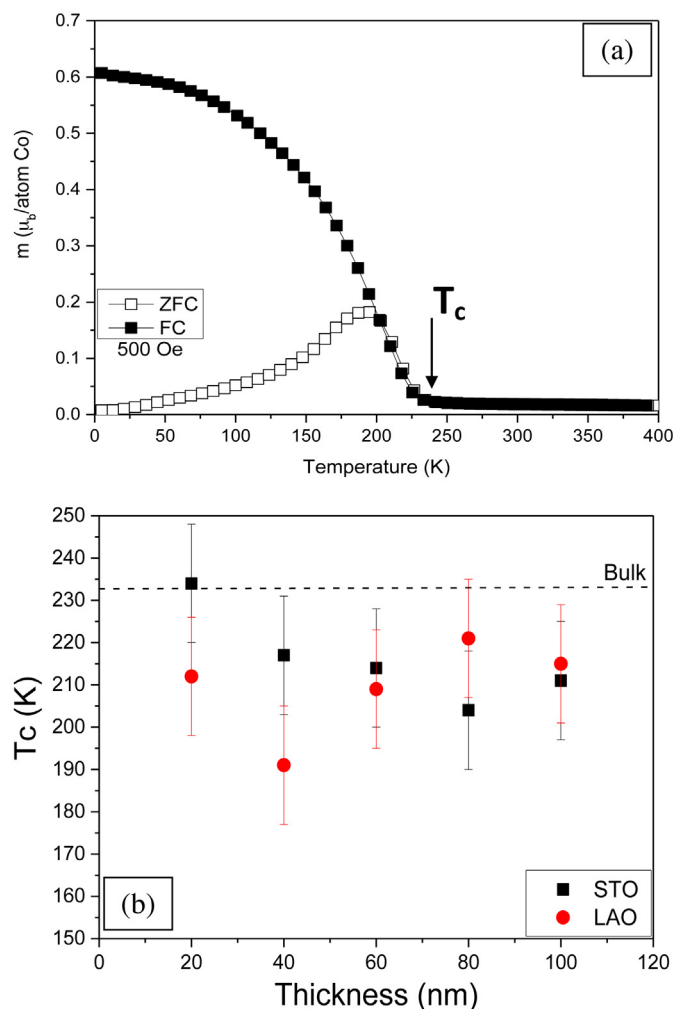 0.7
(a)
0.6
0.5
m (μb/atom Co)
0.4
0.3
0.2
Tc
ZFC
FC
500 Oe
0.1
0.0
0 50 100 150 200 250 300 350 400
Temperature (K)
250
240
Bulk
230
220
Tc (K)
210
200
190
180
170
160
(b)
STO
LAO
150
0 20 40 60 80 100 120
Thickness (nm)